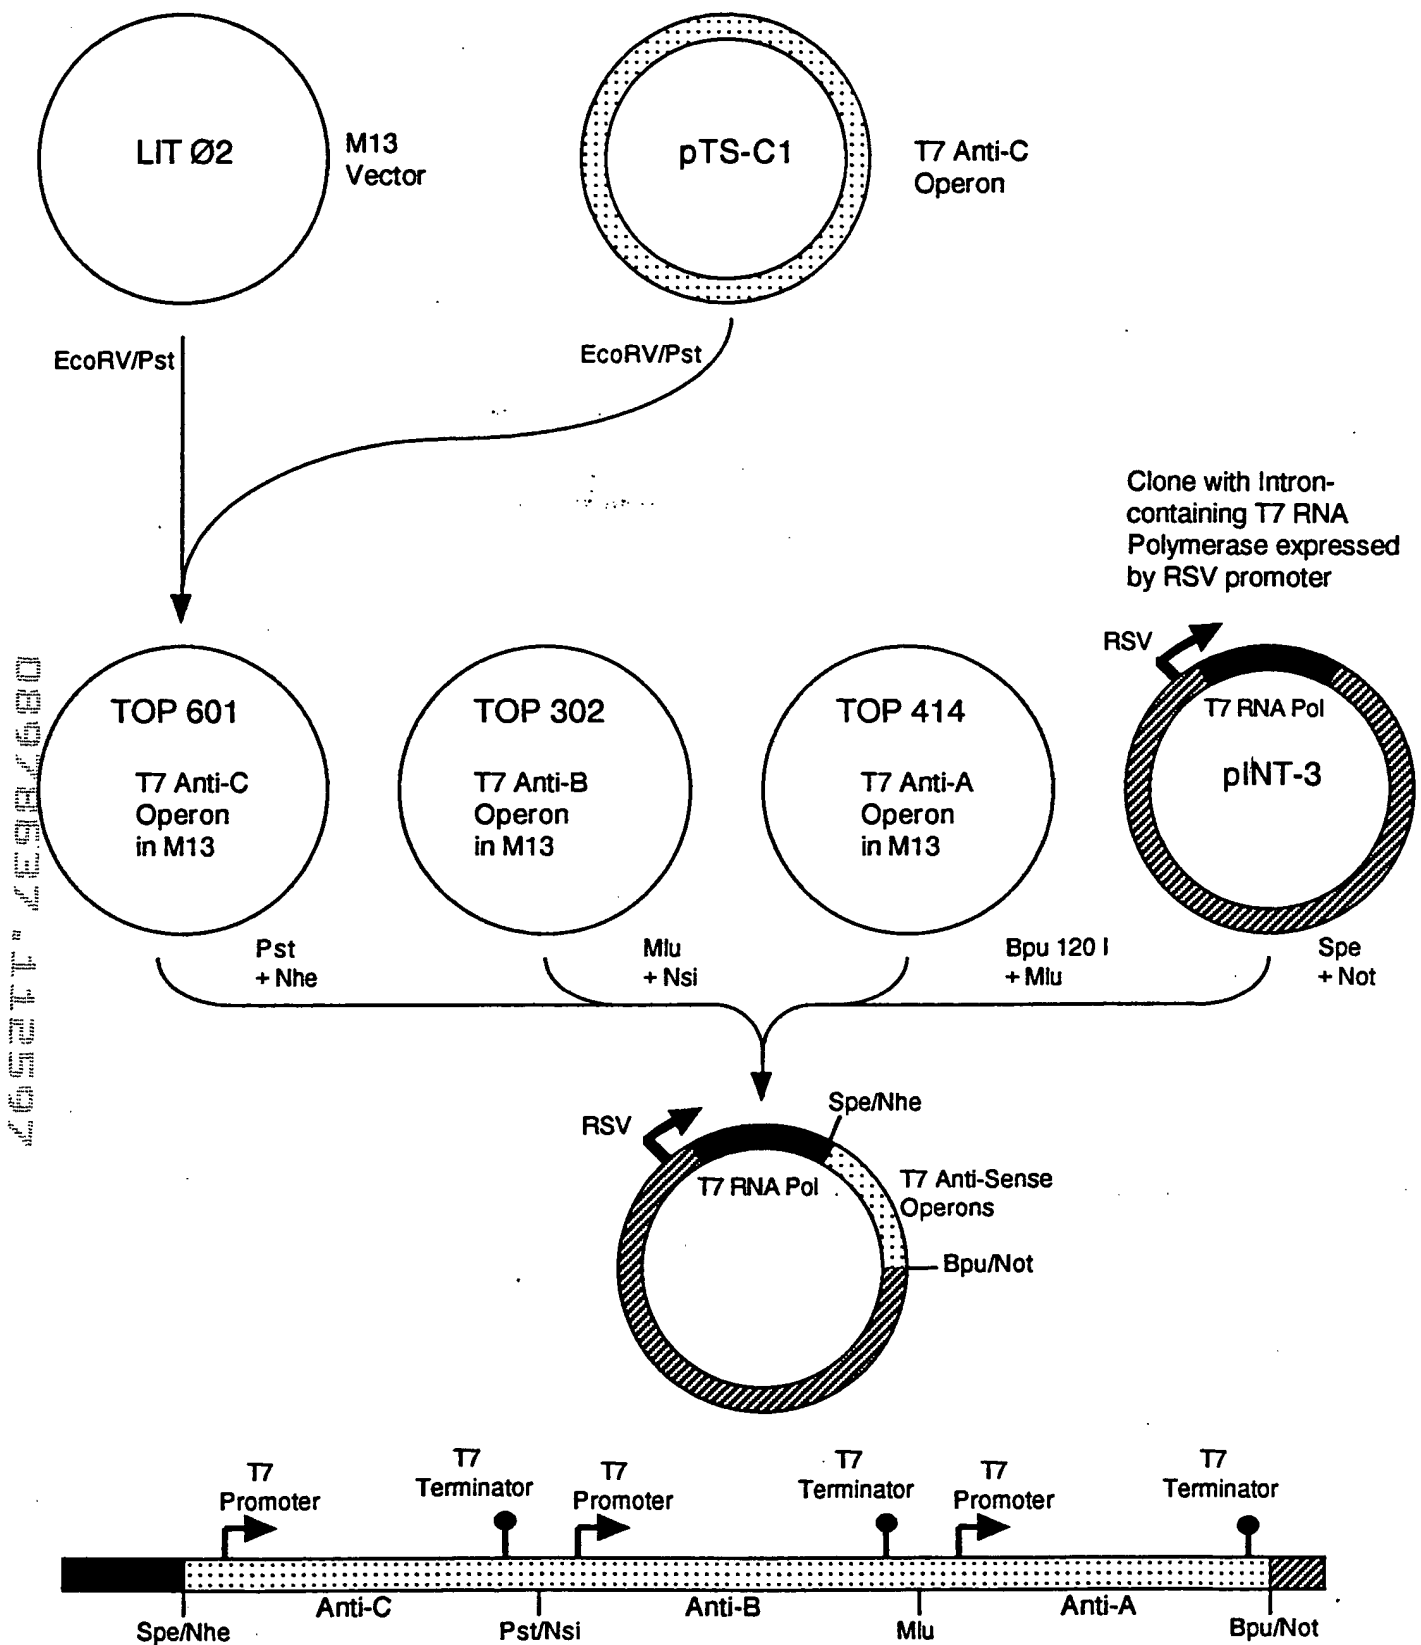 LIT Ø2
M13
Vector
pTS-C1
T7 Anti-C
Operon
EcoRV/Pst
EcoRV/Pst
Clone with Intron-
containing T7 RNA
Polymerase expressed
by RSV promoter
RSV
TOP 601
T7 Anti-C
Operon
in M13
TOP 302
T7 Anti-B
Operon
in M13
TOP 414
T7 Anti-A
Operon
in M13
T7 RNA Pol
pINT-3
08978637 .112597
Pst
+ Nhe
Mlu
+ Nsi
Bpu 120 I
+ Mlu
Spe
+ Not
RSV
Spe/Nhe
T7 RNA Pol
T7 Anti-Sense
Operons
Bpu/Not
T7
Promoter
T7
Terminator
T7
Promoter
T7
Terminator
T7
Promoter
T7
Terminator
Anti-C
Anti-B
Anti-A
Spe/Nhe
Pst/Nsi
Mlu
Bpu/Not